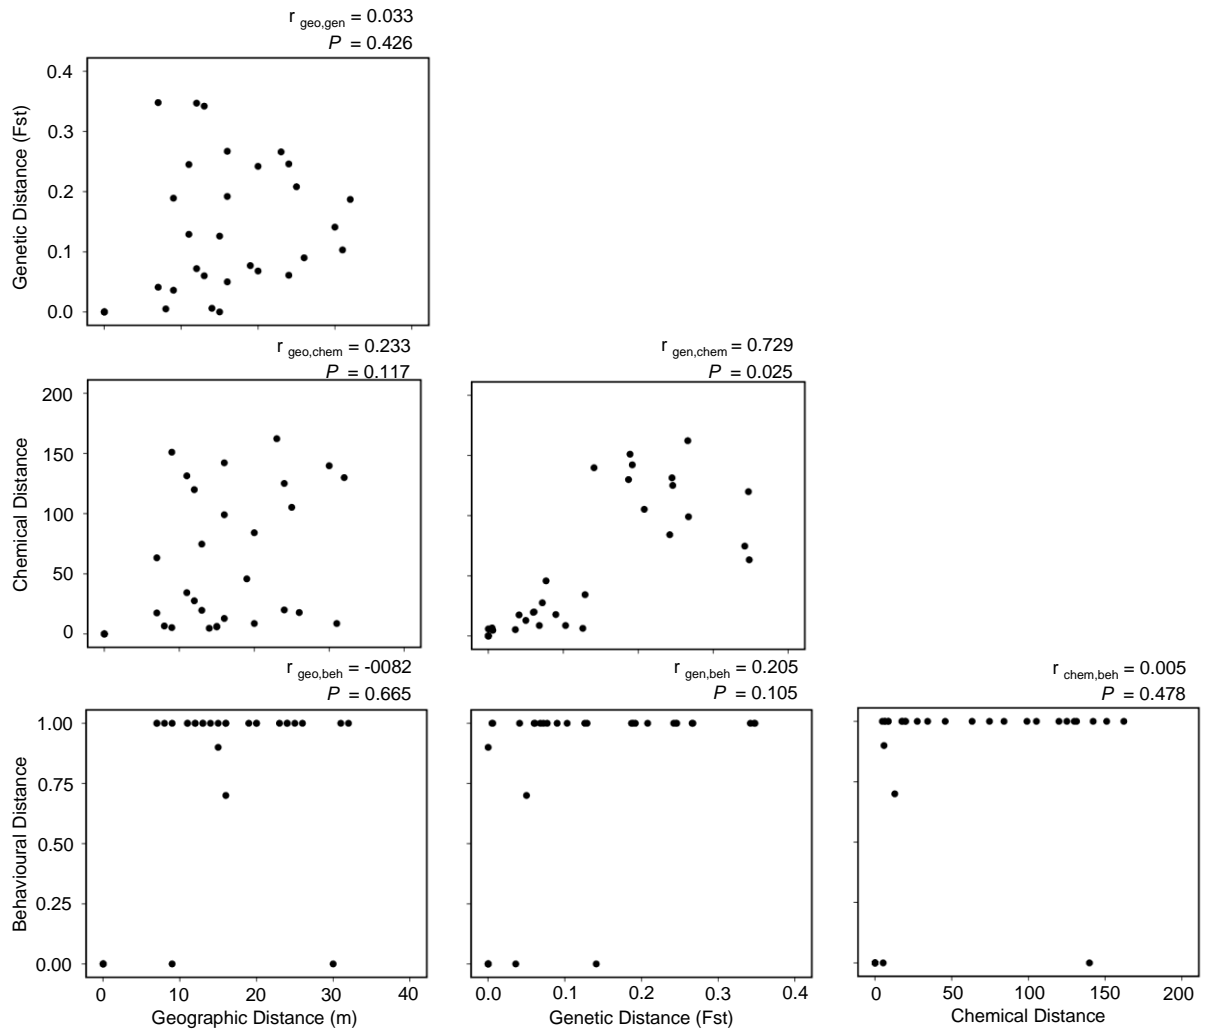 r geo,gen = 0.033
P = 0.426
0.4
0.3
0.2
0.1
0.0
Genetic Distance (Fst)
r geo,chem = 0.233
P = 0.117
r gen,chem = 0.729
P = 0.025
200
150
100
50
0
Chemical Distance
r geo,beh = -0082
P = 0.665
r gen,beh = 0.205
P = 0.105
r chem,beh = 0.005
P = 0.478
1.00
0.75
0.50
0.25
0.00
Behavioural Distance
0 10 20 30 40
Geographic Distance (m)
0.0 0.1 0.2 0.3 0.4
Genetic Distance (Fst)
0 50 100 150 200
Chemical Distance